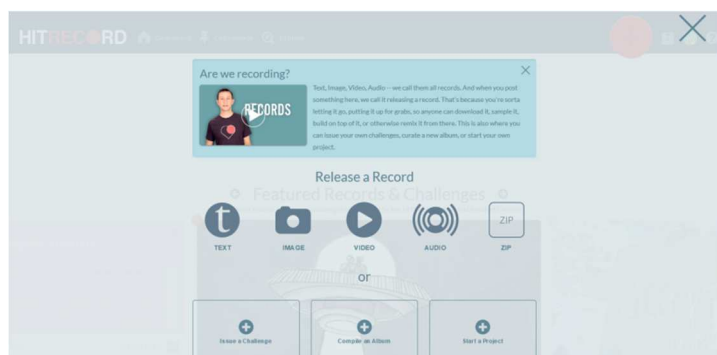 HITRECORD
Are we recording?
RECORDS
Text, Image, Video, Audio -- we call them all records. And when you post
something here, we call it releasing a record. That's because you're sorta
letting it go, putting it up for grabs, so anyone can download it, sample it,
build on top of it, or otherwise remix it from there. This is also where you
can issue your own challenges, curate a new album, or start your own
project.
Release a Record
Featured Records & Challenges
t
ZIP
TEXT
IMAGE
VIDEO
AUDIO
ZIP
or
Issue a Challenge
Compile an Album
Start a Project